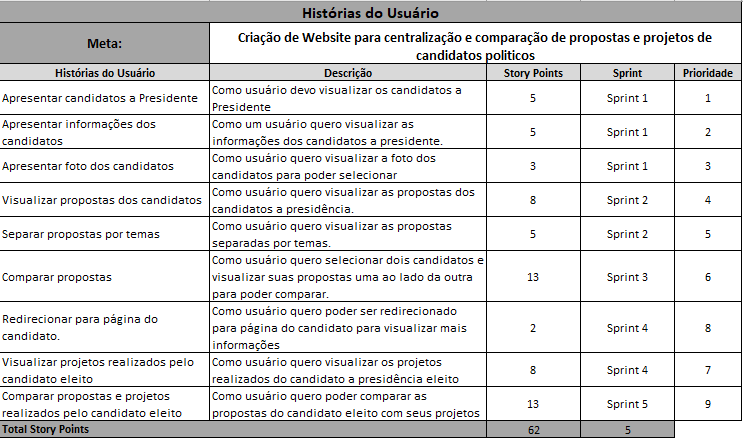 Histórias do Usuário
Meta:
Criação de Website para centralização e comparação de propostas e projetos de
candidatos politicos
Histórias do Usuário Descrição Story Points Sprint Prioridade
Apresentar candidatos a Presidente
Como usuário devo visualizar os candidatos a
Presidente
5 Sprint 1 1
Apresentar informações dos
candidatos
Como um usuário quero visualizar as
informações dos candidatos a presidente.
5 Sprint 1 2
Apresentar foto dos candidatos
Como usuário quero visualizar a foto dos
candidatos para poder selecionar
3 Sprint 1 3
Visualizar propostas dos candidatos
Como usuário quero visualizar as propostas dos
candidatos a presidência.
8 Sprint 2 4
Separar propostas por temas
Como usuário quero visualizar as propostas
separadas por temas.
5 Sprint 2 5
Comparar propostas
Como usuário quero selecionar dois candidatos e
visualizar suas propostas uma ao lado da outra
para poder comparar.
13 Sprint 3 6
Redirecionar para página do
candidato.
Como usuário quero poder ser redirecionado
para página do candidato para visualizar mais
informações
2 Sprint 4 8
Visualizar projetos realizados pelo
candidato eleito
Como usuário quero visualizar os projetos
realizados do candidato a presidência eleito
8 Sprint 4 7
Comparar propostas e projetos
realizados pelo candidato eleito
Como usuário quero poder comparar as
propostas do candidato eleito com seus projetos
13 Sprint 5 9
Total Story Points 62 5